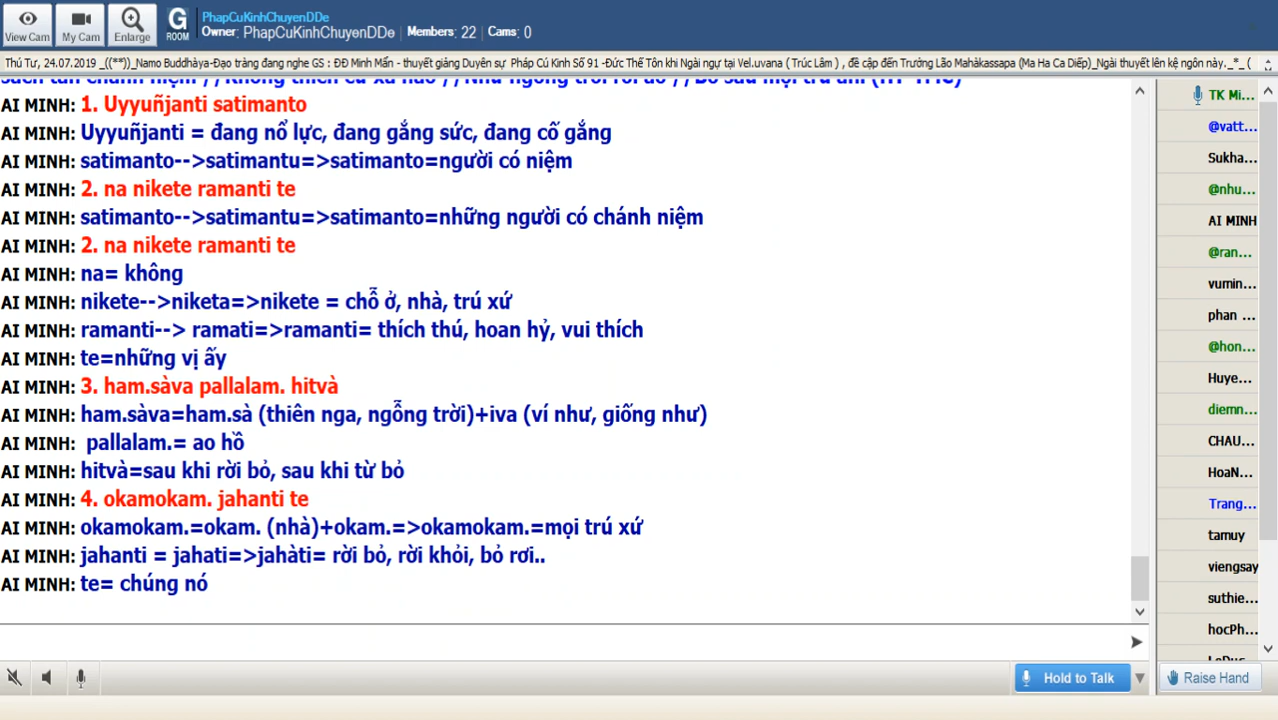 PhapCuKinhChuyenDDe
Owner: PhapCuKinhChuyenDDe Members: 22 Cams: 0
View Cam My Cam Enlarge G ROOM
Thứ Tư, 24.07.2019 _((**))_Namo Buddhàya-Đạo tràng đang nghe GS : ĐĐ Minh Mẩn - thuyết giảng Duyên sự Pháp Cú Kinh Số 91 -Đức Thế Tôn khi Ngài ngự tại Vel.uvana ( Trúc Lâm ) , đề cập đến Trưởng Lão Mahàkassapa (Ma Ha Ca Diếp)_Ngài thuyết lên kệ ngôn này._*_ (
AI MINH: 1. Uyyuñjanti satimanto
AI MINH: Uyyuñjanti = đang nổ lực, đang gắng sức, đang cố gắng
AI MINH: satimanto-->satimantu=>satimanto=người có niệm
AI MINH: 2. na nikete ramanti te
AI MINH: satimanto-->satimantu=>satimanto=những người có chánh niệm
AI MINH: 2. na nikete ramanti te
AI MINH: na= không
AI MINH: nikete-->niketa=>nikete = chỗ ở, nhà, trú xứ
AI MINH: ramanti--> ramati=>ramanti= thích thú, hoan hỷ, vui thích
AI MINH: te=những vị ấy
AI MINH: 3. ham.sàva pallalam. hitvà
AI MINH: ham.sàva=ham.sà (thiên nga, ngỗng trời)+iva (ví như, giống như)
AI MINH: pallalam.= ao hồ
AI MINH: hitvà=sau khi rời bỏ, sau khi từ bỏ
AI MINH: 4. okamokam. jahanti te
AI MINH: okamokam.=okam. (nhà)+okam.=>okamokam.=mọi trú xứ
AI MINH: jahanti = jahati=>jahàti= rời bỏ, rời khỏi, bỏ rơi..
AI MINH: te= chúng nó
TK Mi...
@vatt...
Sukha...
@nhu...
AI MINH
@ran...
vumin...
phan ...
@hon...
Huye...
diemn...
CHAU...
HoaN...
Trang...
tamuy
viengsay
suthie...
hocPh...
Hold to Talk
Raise Hand